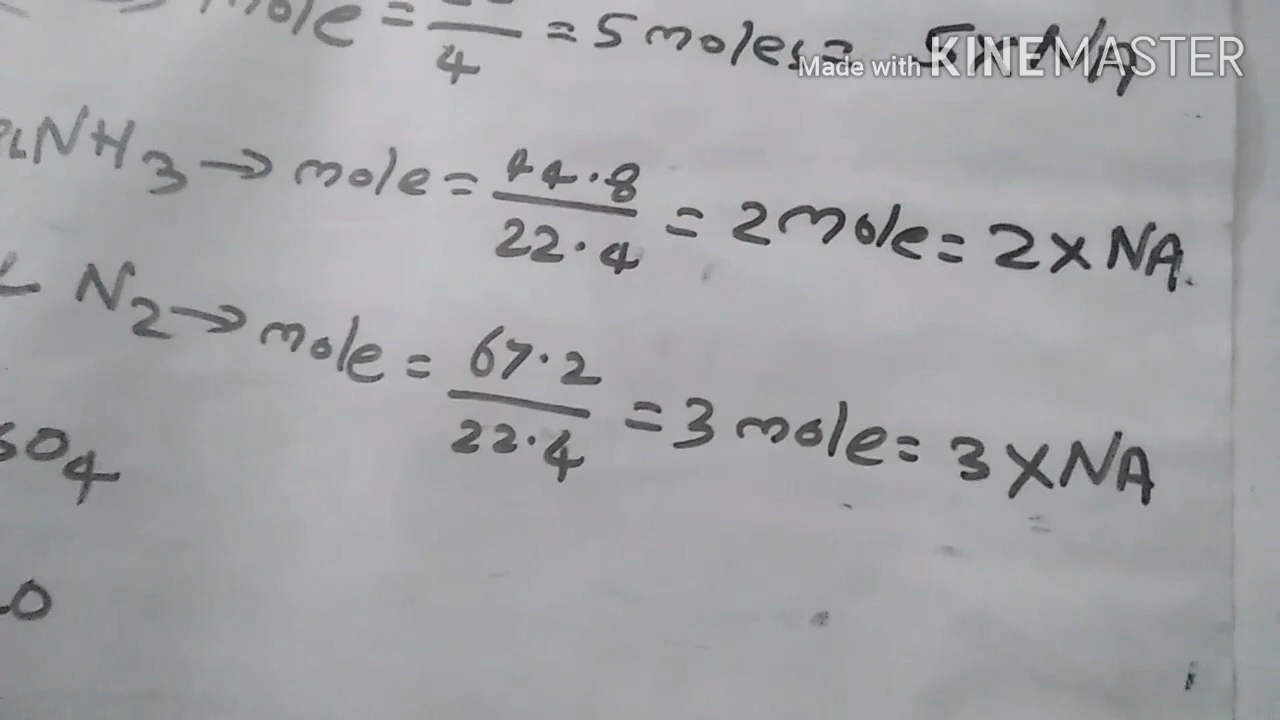 mole = /4 = 5 moles = 5xNA
Made with KINEMASTER
NH3 → mole = 44.8/22.4 = 2 mole = 2 x NA.
N2 → mole = 67.2/22.4 = 3 mole = 3 X NA
SO4
O